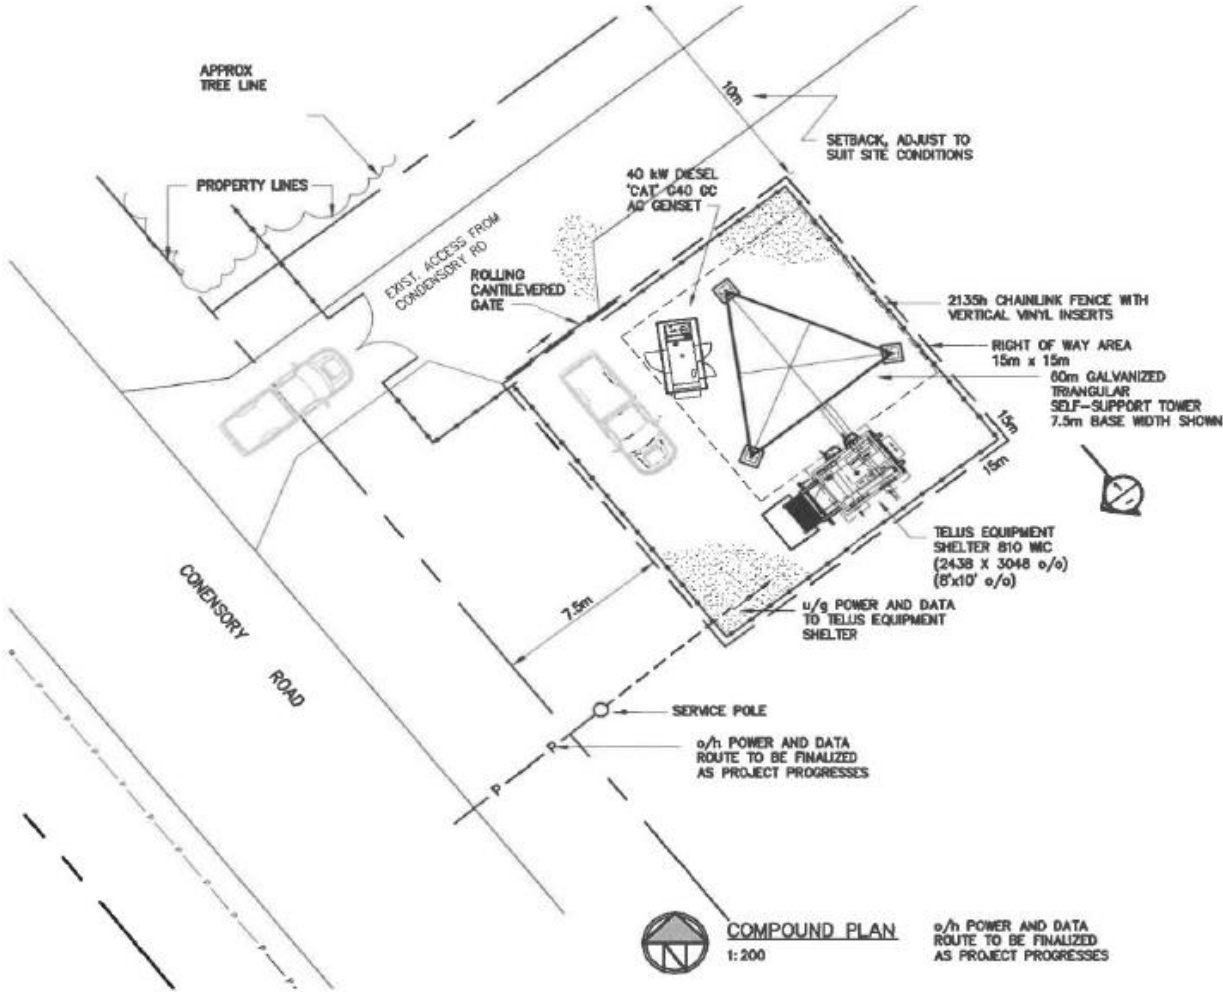 APPROX
TREE LINE
10m
SETBACK, ADJUST TO
SUIT SITE CONDITIONS
PROPERTY LINES
40 kW DIESEL
'CAT' G40 GC
AC GENSET
EXIST. ACCESS FROM
CONDENSORY RD
ROLLING
CANTILEVERED
GATE
2135h CHAINLINK FENCE WITH
VERTICAL VINYL INSERTS
RIGHT OF WAY AREA
15m x 15m
60m GALVANIZED
TRIANGULAR
SELF-SUPPORT TOWER
7.5m BASE WIDTH SHOWN
15m
15m
1
TELUS EQUIPMENT
SHELTER 810 WIC
(2438 X 3048 o/o)
(8'x10' o/o)
CONENSORY
ROAD
7.5m
u/g POWER AND DATA
TO TELUS EQUIPMENT
SHELTER
SERVICE POLE
o/h POWER AND DATA
ROUTE TO BE FINALIZED
AS PROJECT PROGRESSES
P
P
P
P
P
P
P
P
P
N
COMPOUND PLAN
1:200
o/h POWER AND DATA
ROUTE TO BE FINALIZED
AS PROJECT PROGRESSES